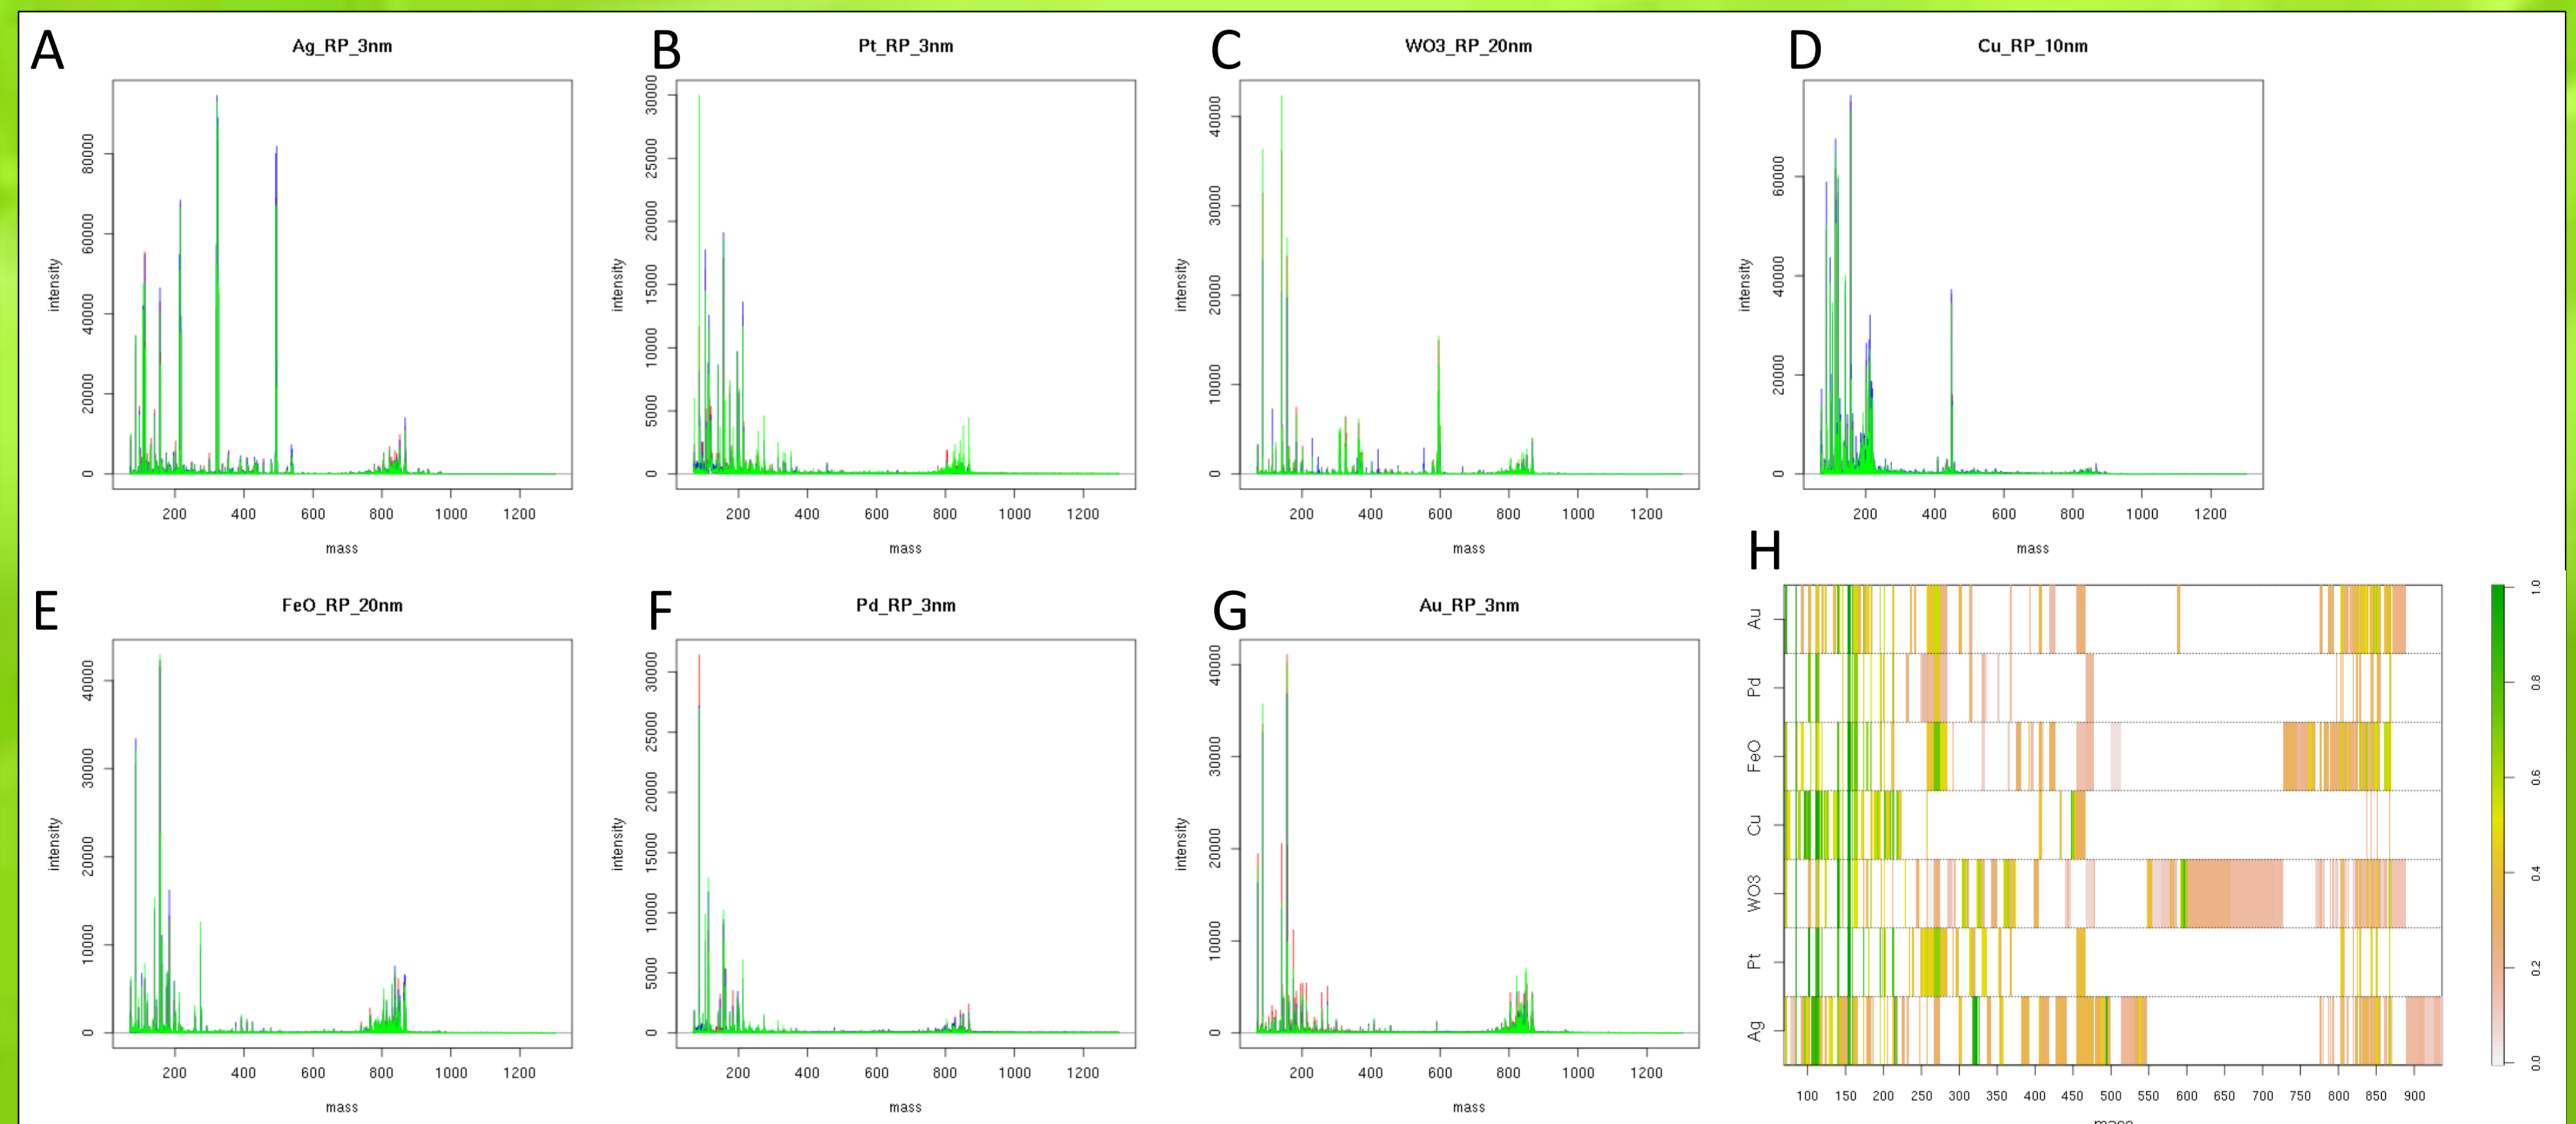 A
Ag_RP_3nm
intensity
0
20000
40000
60000
80000
200 400 600 800 1000 1200
mass
B
Pt_RP_3nm
intensity
0
5000
10000
15000
20000
25000
30000
200 400 600 800 1000 1200
mass
C
WO3_RP_20nm
intensity
0
10000
20000
30000
40000
200 400 600 800 1000 1200
mass
D
Cu_RP_10nm
intensity
0
20000
40000
60000
200 400 600 800 1000 1200
mass
E
FeO_RP_20nm
intensity
0
10000
20000
30000
40000
200 400 600 800 1000 1200
mass
F
Pd_RP_3nm
intensity
0
5000
10000
15000
20000
25000
30000
200 400 600 800 1000 1200
mass
G
Au_RP_3nm
intensity
0
10000
20000
30000
40000
200 400 600 800 1000 1200
mass
H
Au
Pd
FeO
Cu
WO3
Pt
Ag
100 150 200 250 300 350 400 450 500 550 600 650 700 750 800 850 900
mass
1.0
0.8
0.6
0.4
0.2
0.0